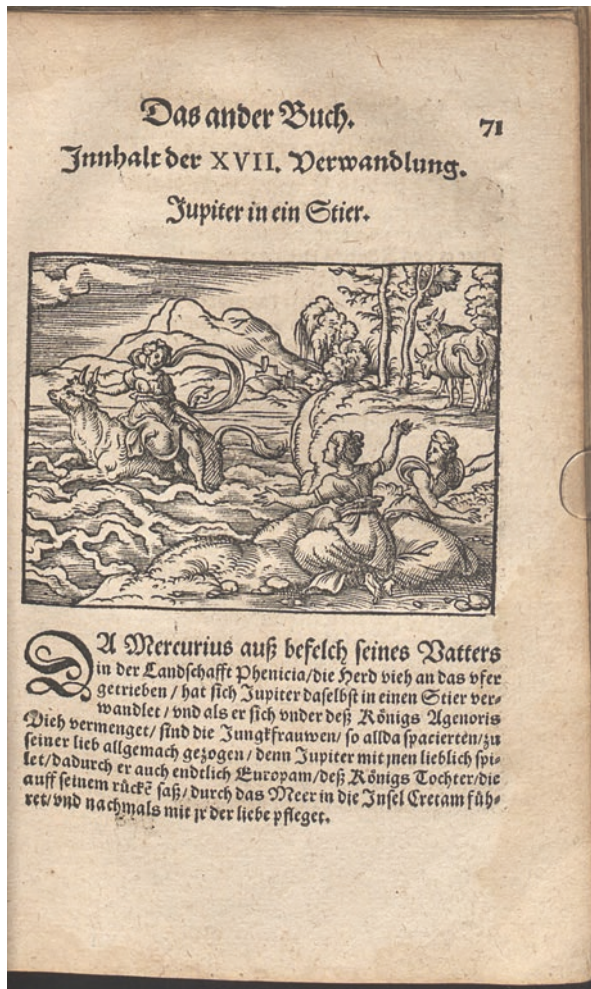 Das ander Buch.
71
Innhalt der XVII. Verwandlung.
Jupiter in ein Stier.
DA Mercurius auß befelch seines Vatters
in der Landschafft Phenicia/die Herd vieh an das vfer
getrieben / hat sich Jupiter daselbst in einen Stier ver-
wandlet / vnd als er sich vnder deß Königs Agenoris
Vieh vermenget/ sind die Jungkfrauwen/ so allda spacierten/zu
seiner lieb allgemach gezogen / denn Jupiter mit jnen lieblich spi-
let/dadurch er auch endtlich Europam/deß Königs Tochter/die
auff seinem rückẽ saß/ durch das Meer in die Insel Cretam füh-
ret/ vnd nachmals mit jr der liebe pfleget.